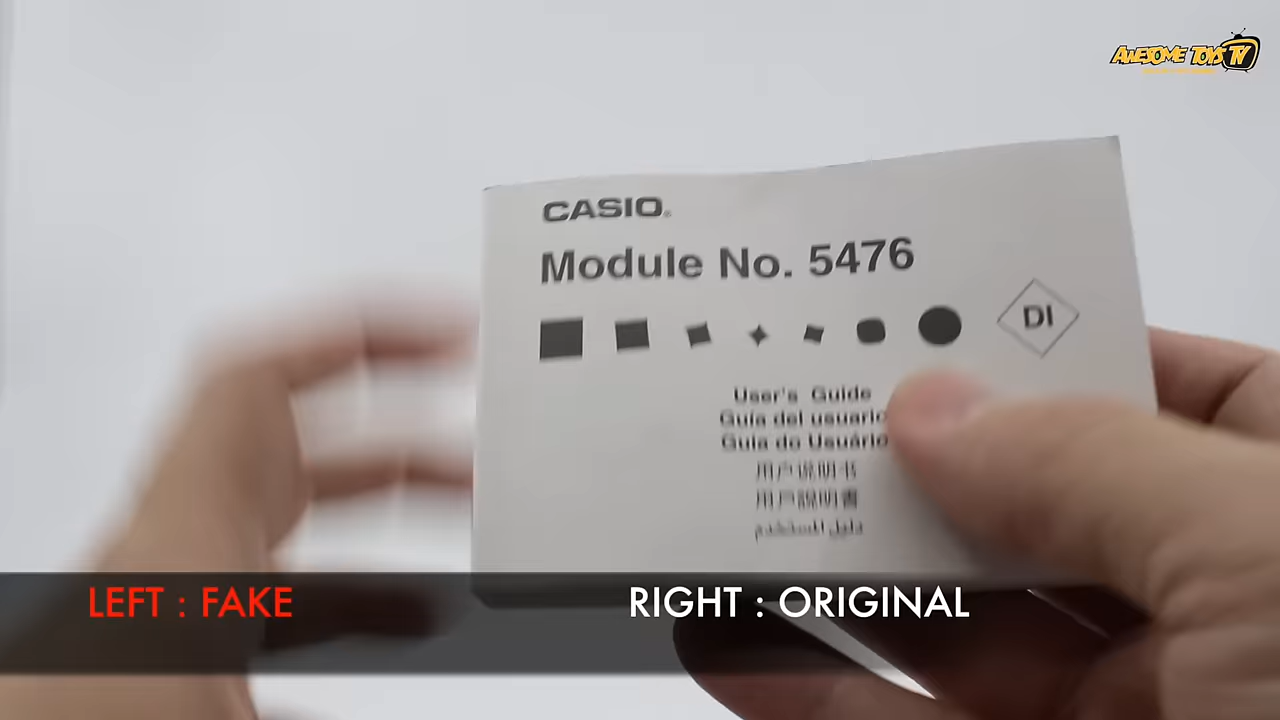 AWESOME TOYS TV
CASIO®
Module No. 5476
DI
User's Guide
Guía del usuario
Guia do Usuário
用户说明书
用戶說明書
دليل المستخدم
LEFT : FAKE
RIGHT : ORIGINAL